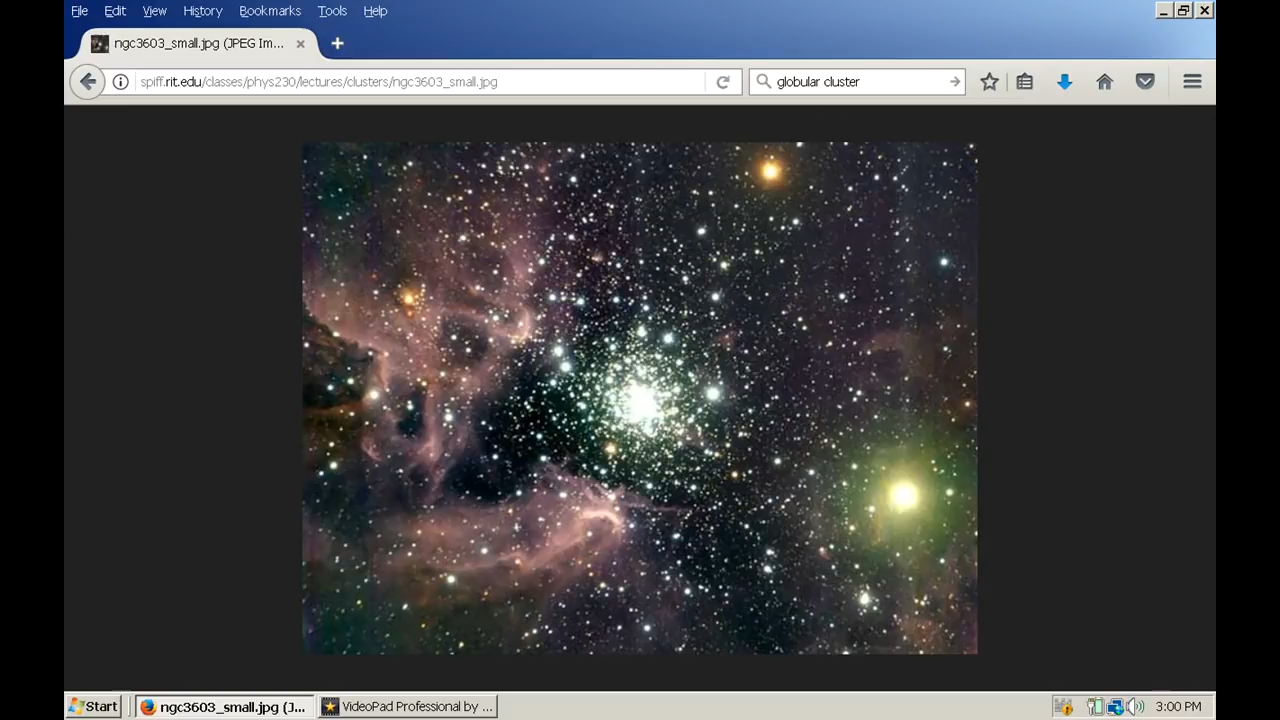 File Edit View History Bookmarks Tools Help
ngc3603_small.jpg (JPEG Im...
spiff.rit.edu/classes/phys230/lectures/clusters/ngc3603_small.jpg
globular cluster
Start
ngc3603_small.jpg (J...
VideoPad Professional by ...
3:00 PM